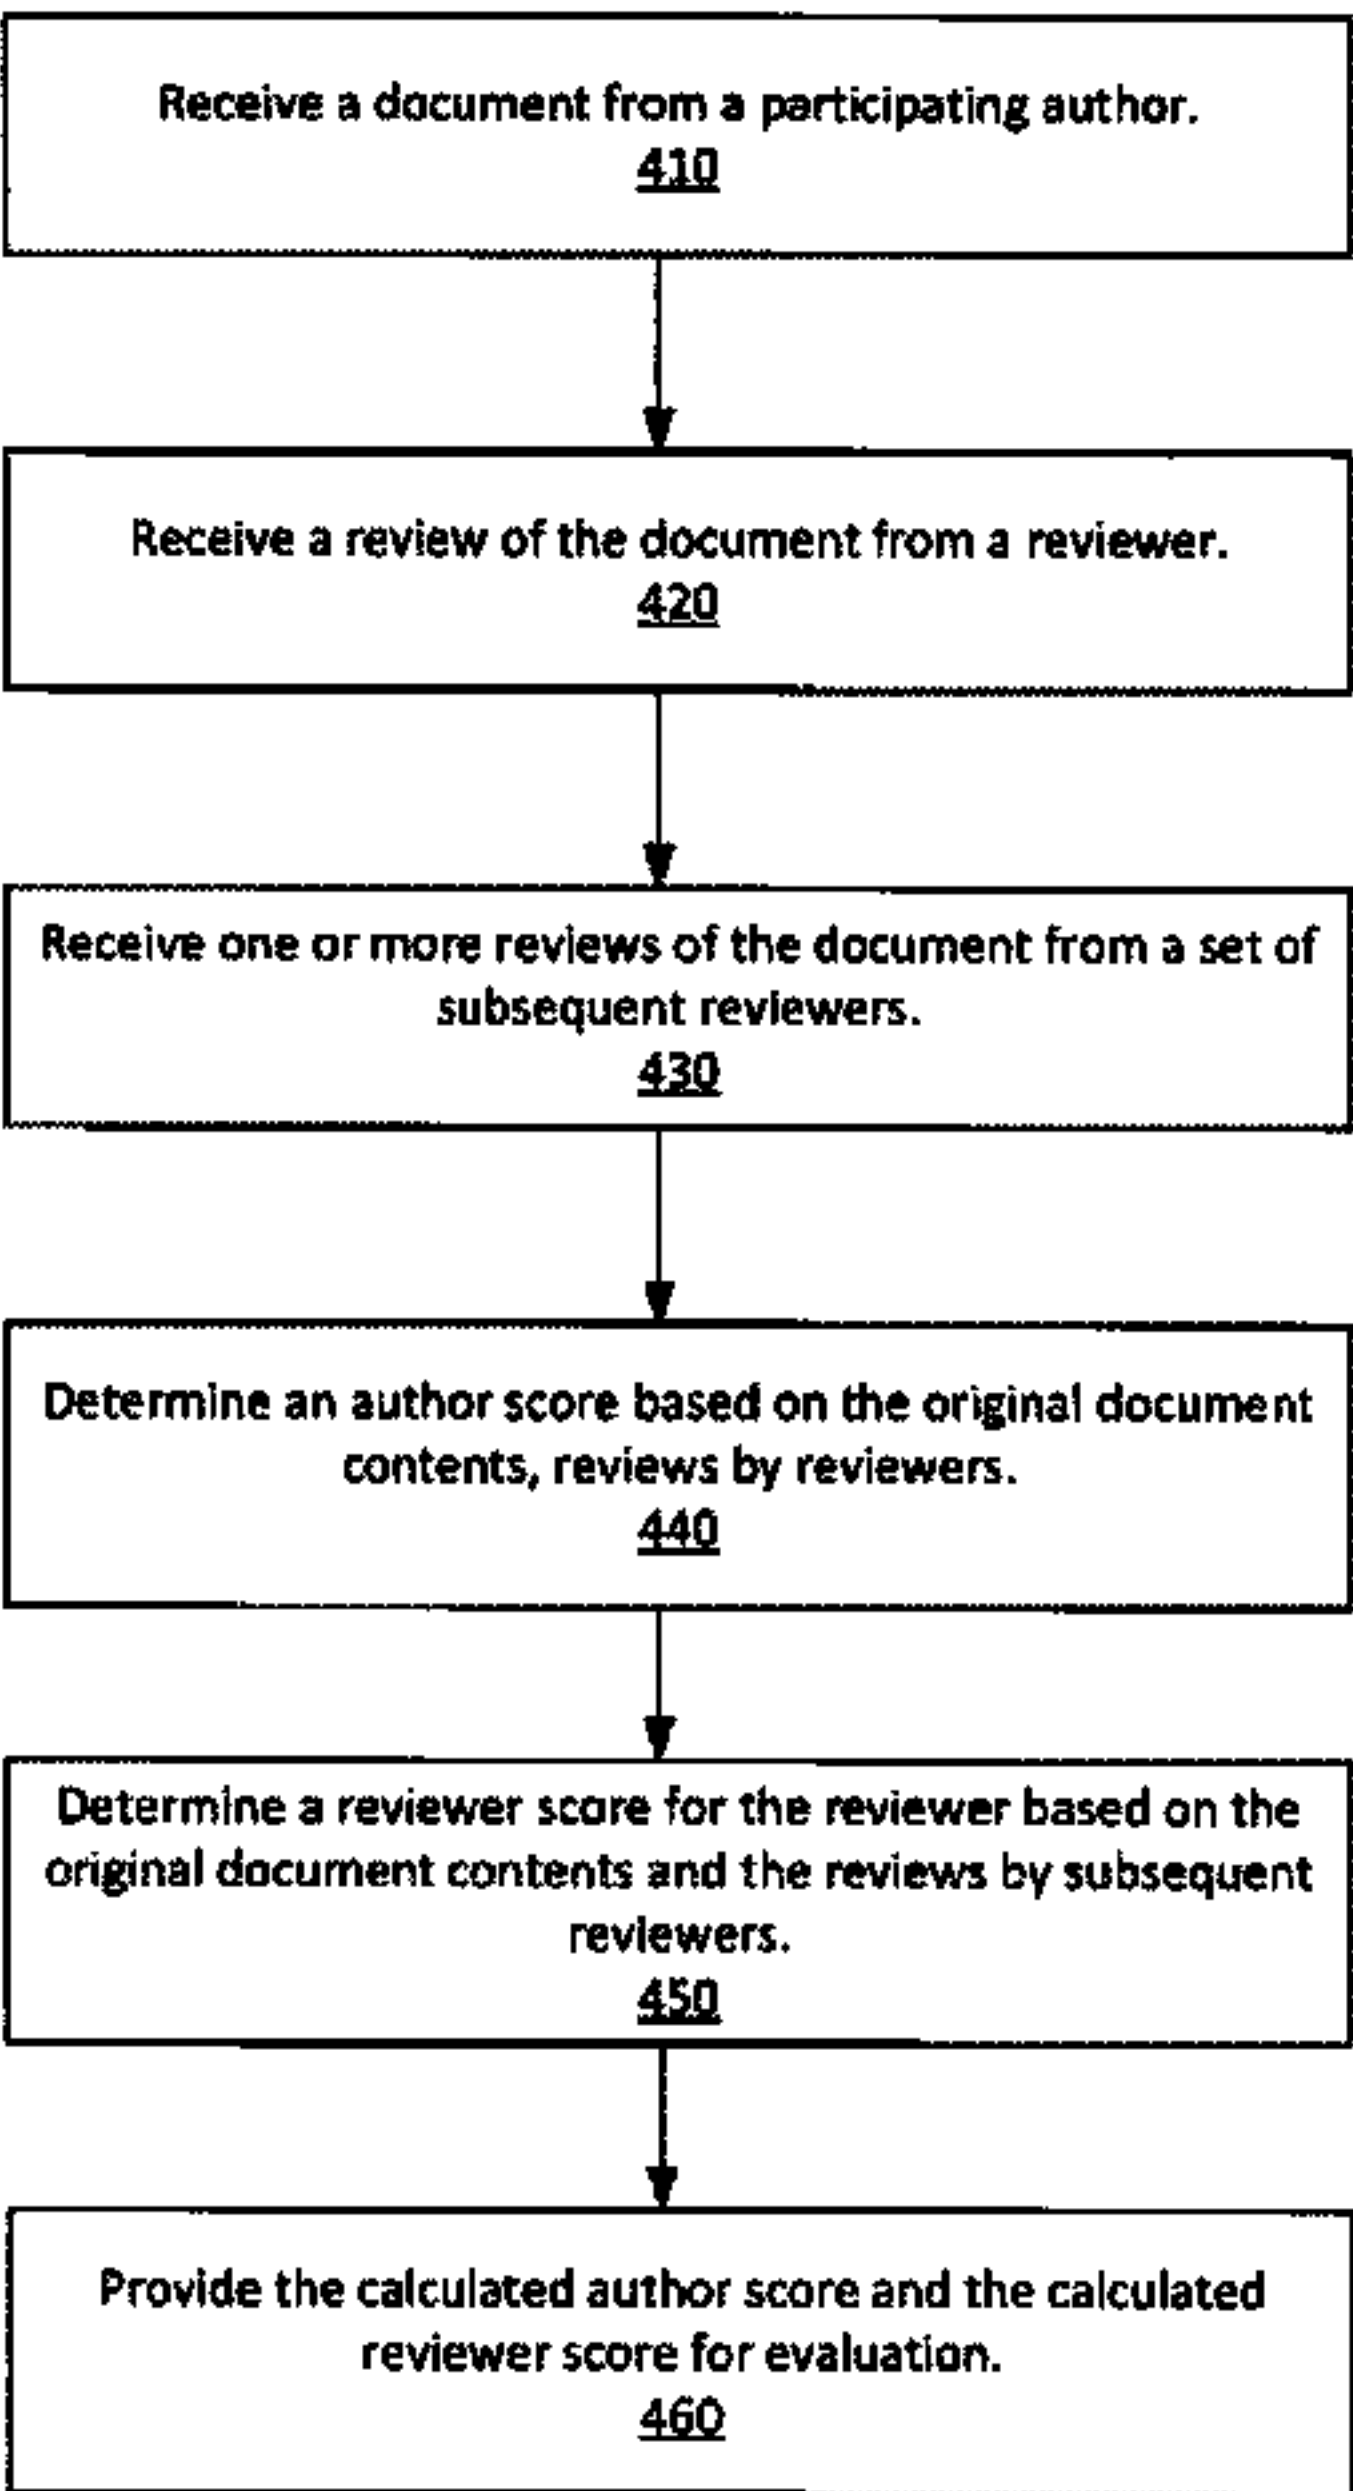 Receive a document from a participating author.
410
Receive a review of the document from a reviewer.
420
Receive one or more reviews of the document from a set of
subsequent reviewers.
430
Determine an author score based on the original document
contents, reviews by reviewers.
440
Determine a reviewer score for the reviewer based on the
original document contents and the reviews by subsequent
reviewers.
450
Provide the calculated author score and the calculated
reviewer score for evaluation.
460